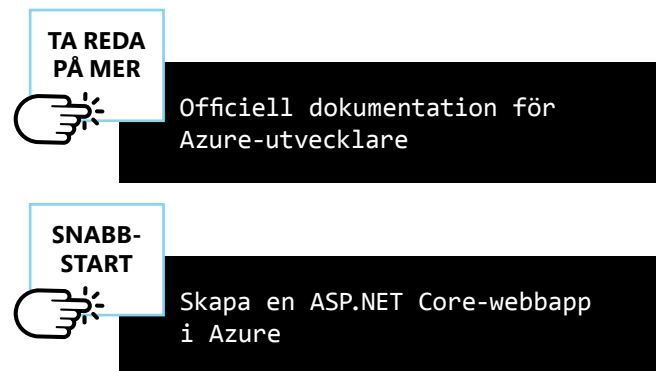 TA REDA
PÅ MER
Officiell dokumentation för
Azure-utvecklare
SNABB-
START
Skapa en ASP.NET Core-webbapp
i Azure